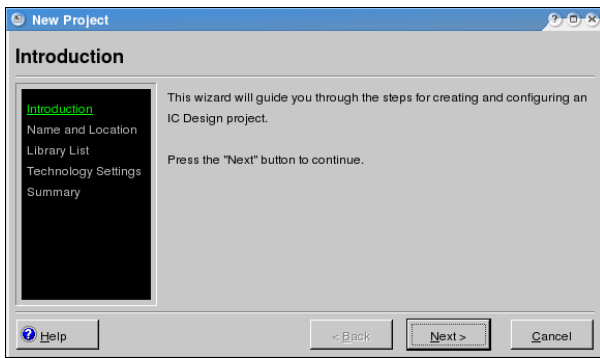 New Project
Introduction
Introduction
Name and Location
Library List
Technology Settings
Summary
This wizard will guide you through the steps for creating and configuring an
IC Design project.
Press the "Next" button to continue.
Help
< Back
Next >
Cancel